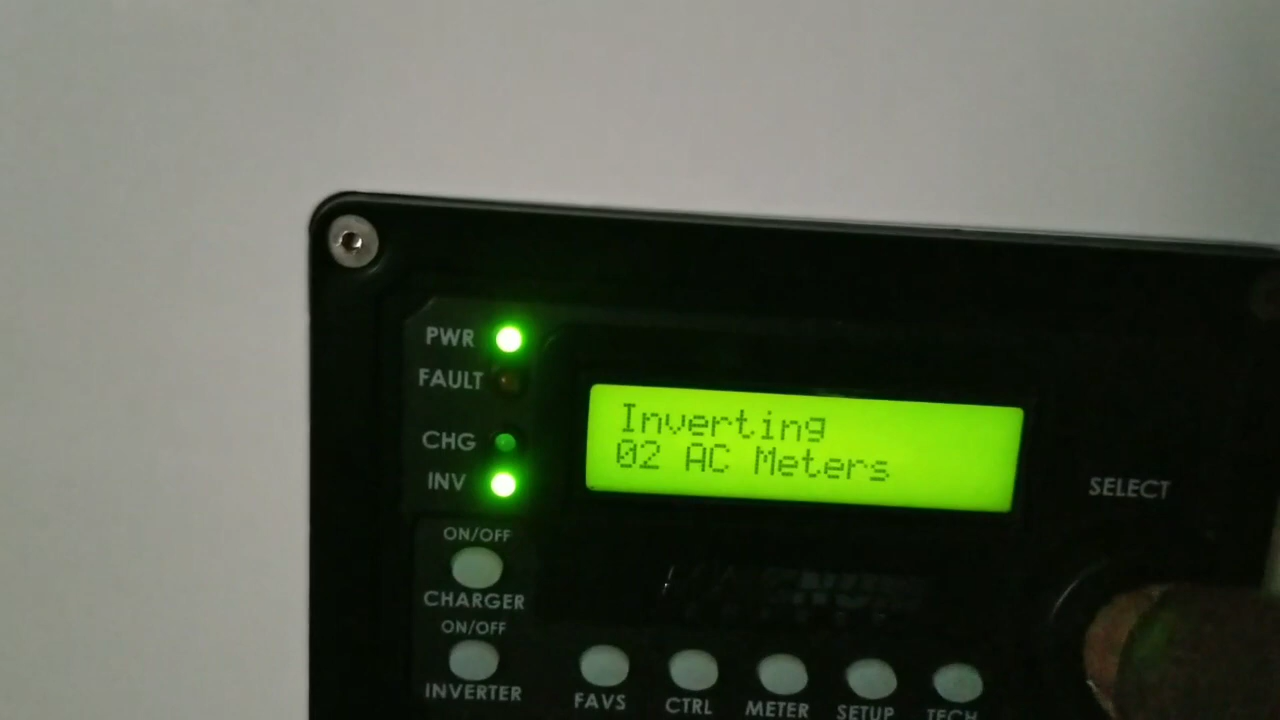 PWR
FAULT
CHG
INV
Inverting
02 AC Meters
SELECT
ON/OFF
CHARGER
ON/OFF
INVERTER
FAVS
CTRL
METER
SETUP
TECH